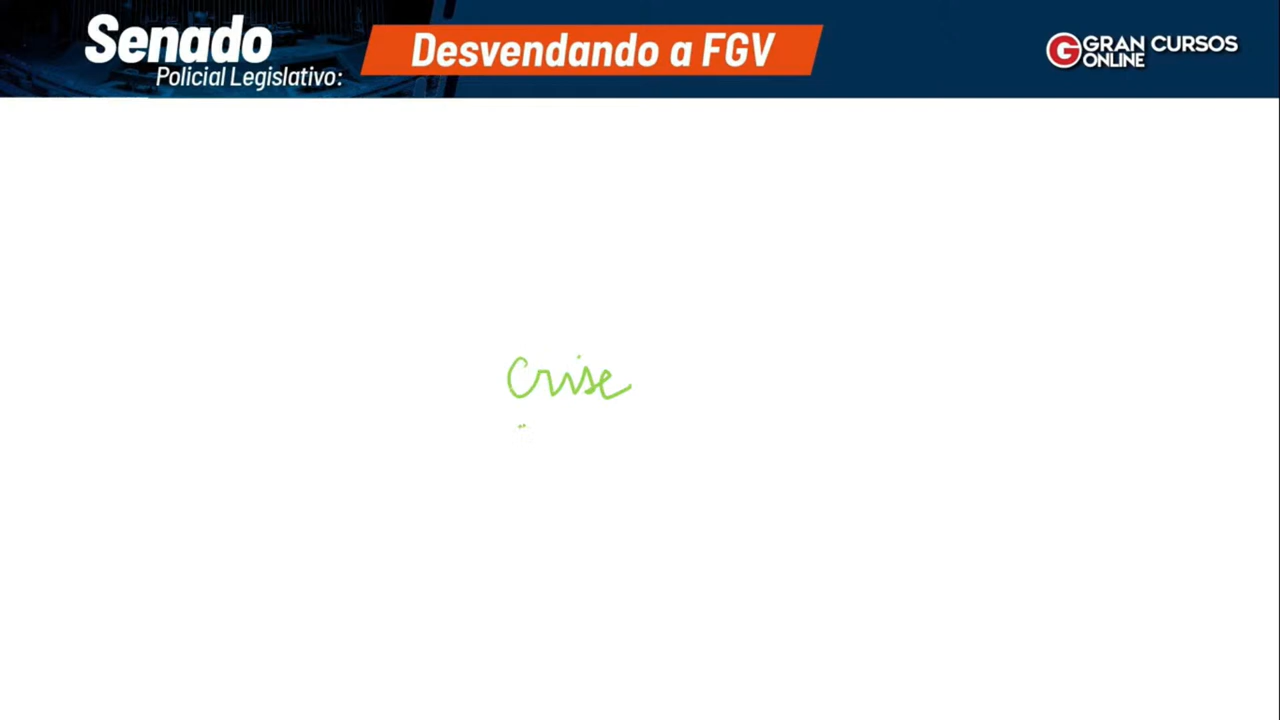 Senado
Policial Legislativo:
Desvendando a FGV
GRAN CURSOS
ONLINE
Crise